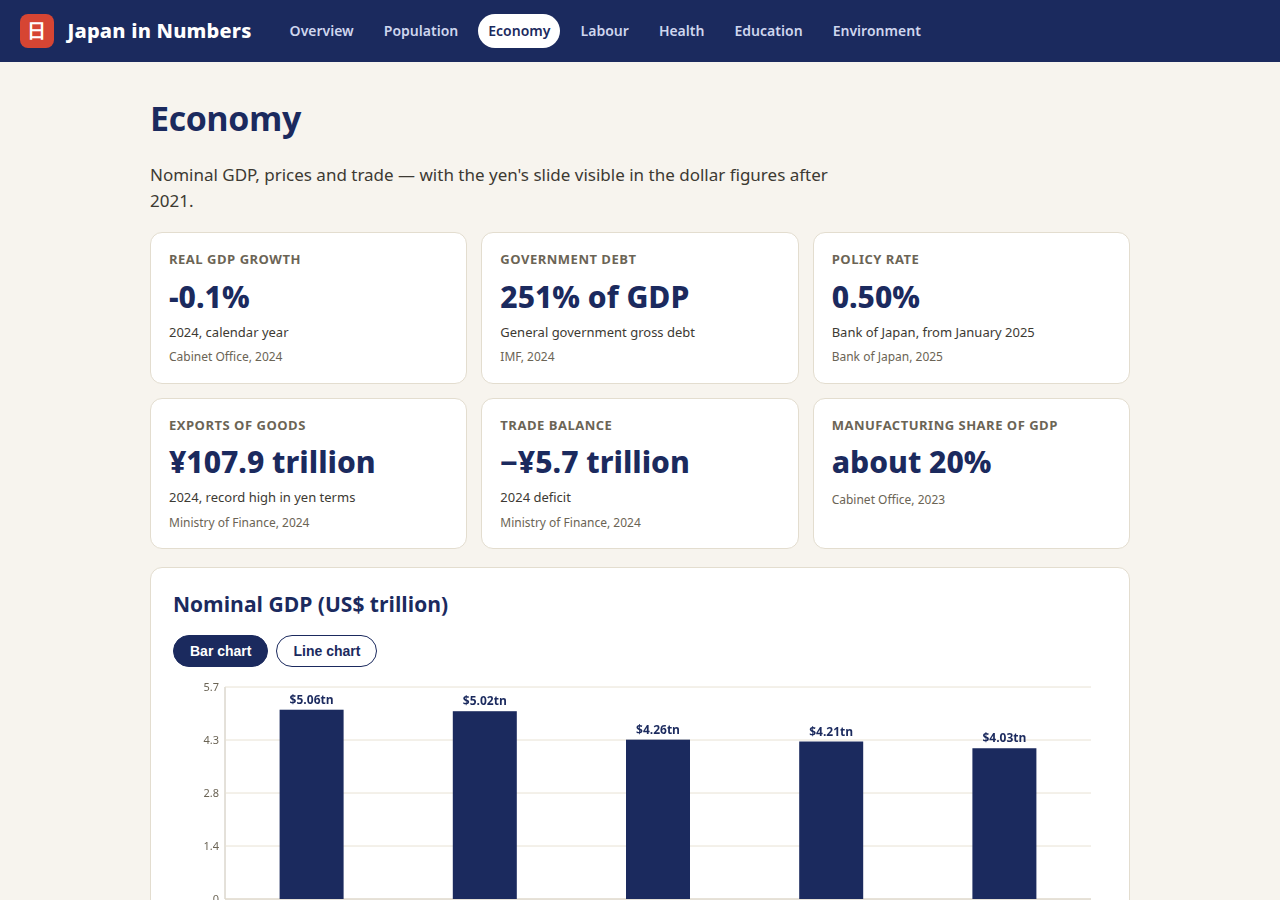 日 Japan in Numbers Overview Population Economy Labour Health Education Environment
Economy
Nominal GDP, prices and trade — with the yen's slide visible in the dollar figures after
2021.
REAL GDP GROWTH
-0.1%
2024, calendar year
Cabinet Office, 2024
GOVERNMENT DEBT
251% of GDP
General government gross debt
IMF, 2024
POLICY RATE
0.50%
Bank of Japan, from January 2025
Bank of Japan, 2025
EXPORTS OF GOODS
¥107.9 trillion
2024, record high in yen terms
Ministry of Finance, 2024
TRADE BALANCE
−¥5.7 trillion
2024 deficit
Ministry of Finance, 2024
MANUFACTURING SHARE OF GDP
about 20%
Cabinet Office, 2023
Nominal GDP (US$ trillion)
Bar chart Line chart
5.7
4.3
2.8
1.4
0
$5.06tn
$5.02tn
$4.26tn
$4.21tn
$4.03tn